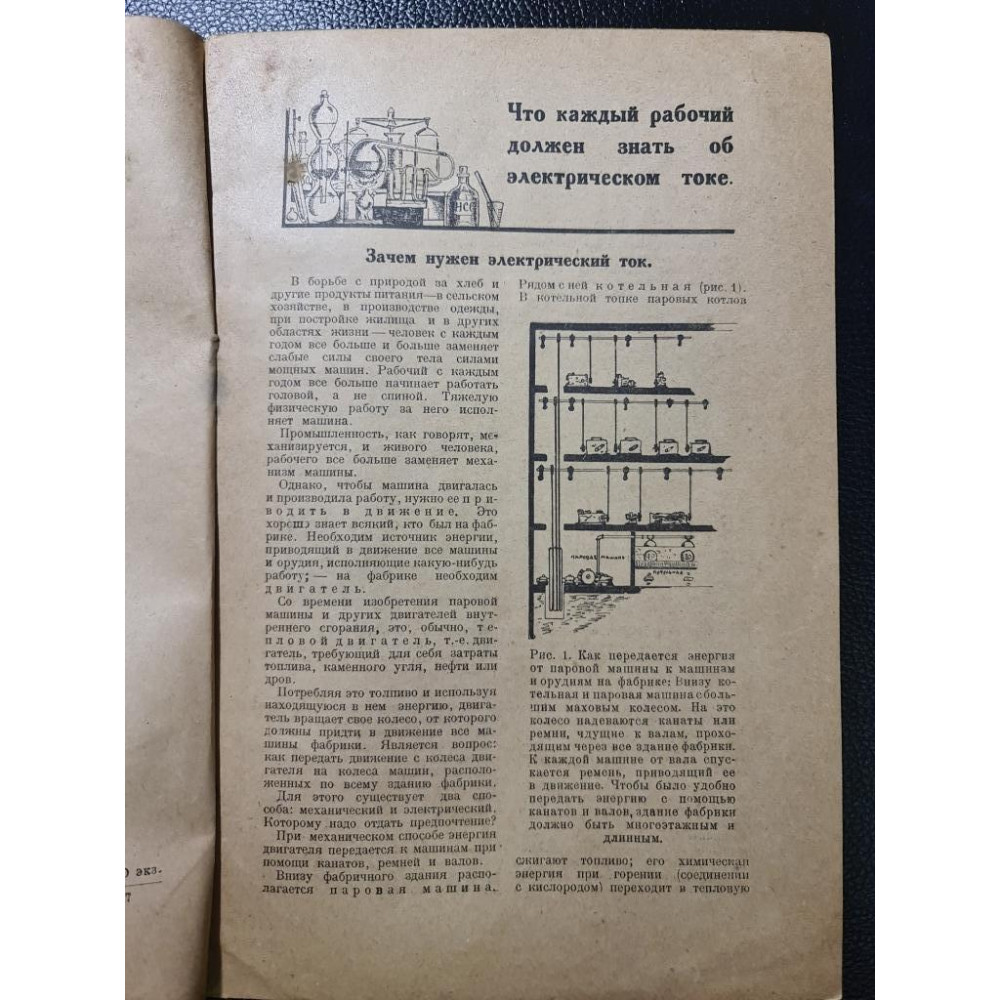 Что каждый рабочий
должен знать об
электрическом токе.
HCl
Зачем нужен электрический ток.
В борьбе с природой за хлеб и
другие продукты питания—в сельском
хозяйстве, в производстве одежды,
при постройке жилища и в других
областях жизни—человек с каждым
годом все больше и больше заменяет
слабые силы своего тела силами
мощных машин. Рабочий с каждым
годом все больше начинает работать
головой, а не спиной. Тяжелую
физическую работу за него испол-
няет машина.
Промышленность, как говорят, ме-
ханизируется, и живого человека,
рабочего все больше заменяет меха-
низм машины.
Однако, чтобы машина двигалась
и производила работу, нужно ее при-
водить в движение. Это
хорошо знает всякий, кто был на фаб-
рике. Необходим источник энергии,
приводящий в движение все машины
и орудия, исполняющие какую-нибудь
работу;— на фабрике необходим
двигатель.
Со времени изобретения паровой
машины и других двигателей внут-
реннего сгорания, это, обычно, те-
пловой двигатель, т.-е. дви-
гатель, требующий для себя затраты
топлива, каменного угля, нефти или
дров.
Потребляя это топливо и используя
находящуюся в нем энергию, двига-
тель вращает свое колесо, от которого
должны придти в движение все ма-
шины фабрики. Является вопрос:
как передать движение с колеса дви-
гателя на колеса машин, располо-
женных по всему зданию фабрики.
Для этого существует два спо-
соба: механический и электрический.
Которому надо отдать предпочтение?
При механическом способе энергия
двигателя передается к машинам при
помощи канатов, ремней и валов.
Внизу фабричного здания распо-
лагается паровая машина.
Рядом с ней котельная (рис. 1).
В котельной топке паровых котлов
ПАРОВАЯ МАШИНА
КОТЕЛЬНАЯ
Рис. 1. Как передается энергия
от паровой машины к машинам
и орудиям на фабрике: Внизу ко-
тельная и паровая машина с боль-
шим маховым колесом. На это
колесо надеваются канаты или
ремни, идущие к валам, прохо-
дящим через все здание фабрики.
К каждой машине от вала спус-
кается ремень, приводящий ее
в движение. Чтобы было удобно
передать энергию с помощью
канатов и валов, здание фабрики
должно быть многоэтажным и
длинным.
сжигают топливо; его химическая
энергия при горении (соединении
с кислородом) переходит в тепловую
0 экз.
7